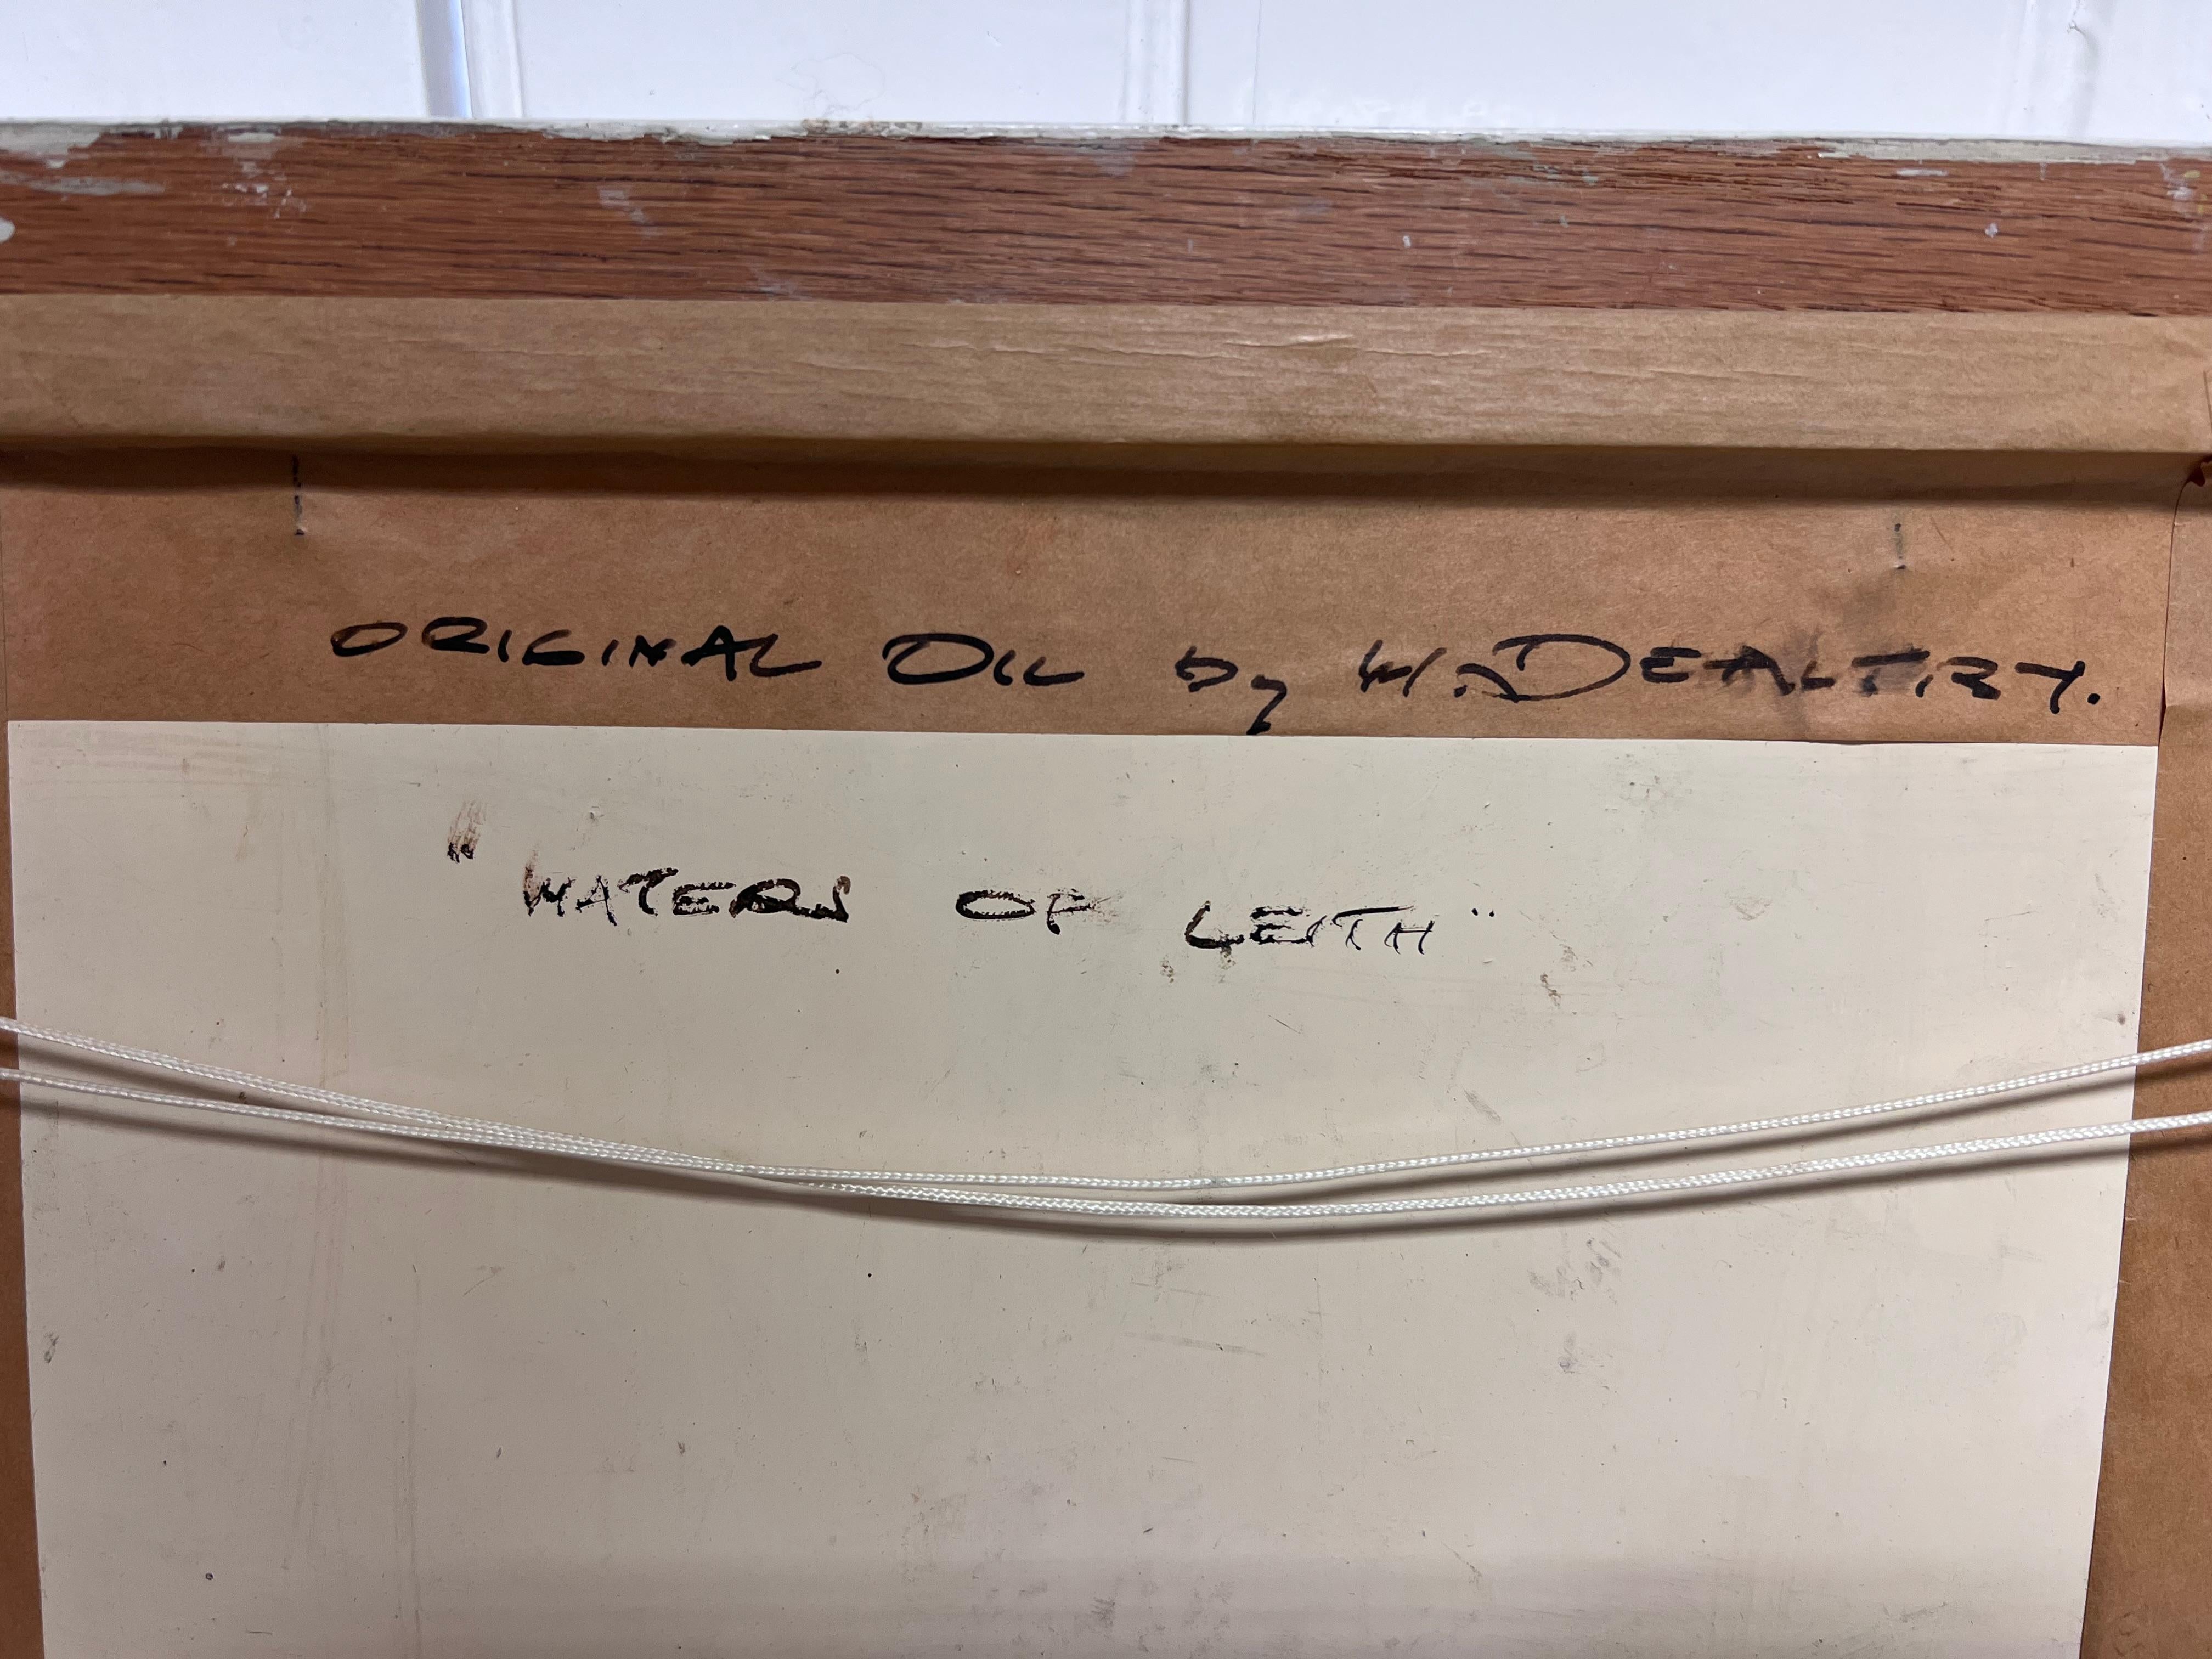 ORIGINAL OIL by W. DEALTRY.
"WATERS OF LEITH"